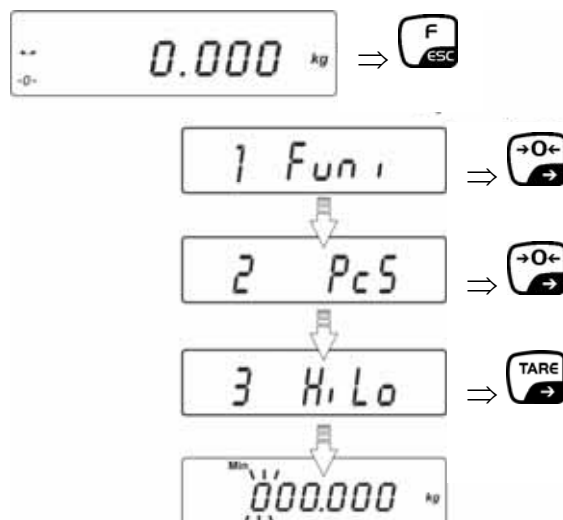 0.000 kg ⇒ F ESC
-0-
1 Funi ⇒ →0←
2 PcS ⇒ →0←
3 HiLo ⇒ TARE
Min
000.000 kg